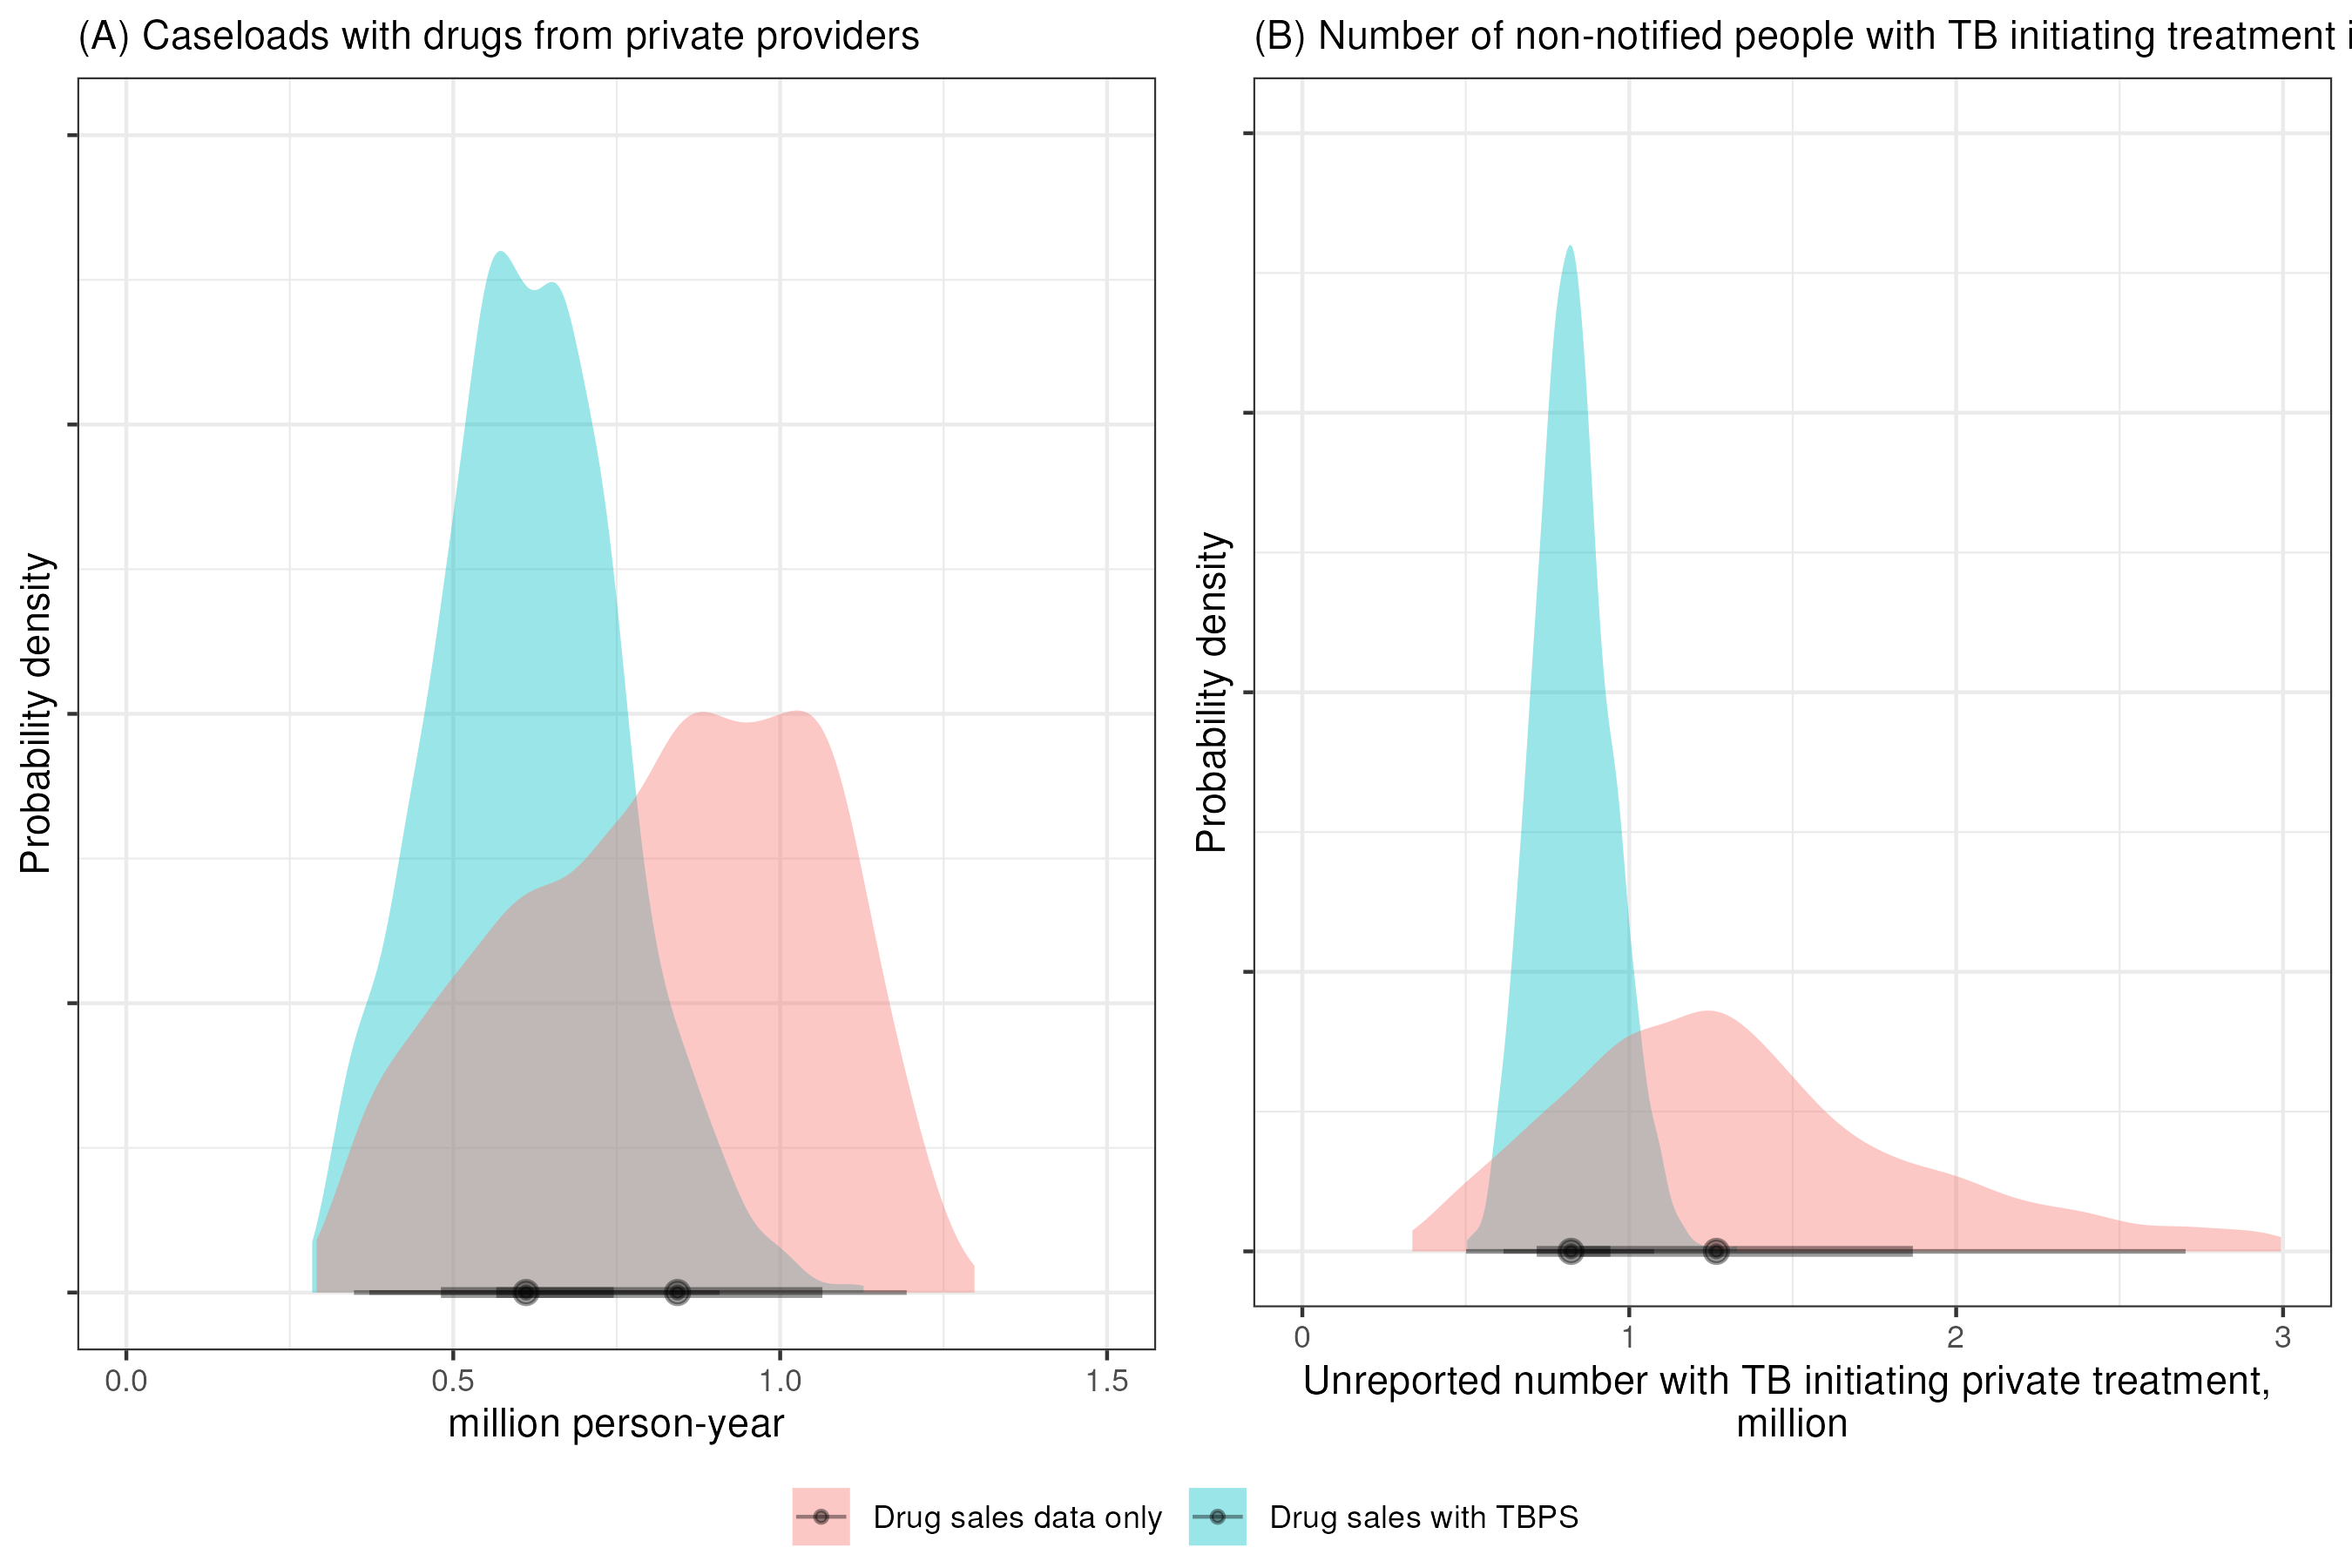 (A) Caseloads with drugs from private providers
Probability density
0.0 0.5 1.0 1.5
million person-year
(B) Number of non-notified people with TB initiating treatment
Probability density
0 1 2 3
Unreported number with TB initiating private treatment,
million
Drug sales data only
Drug sales with TBPS